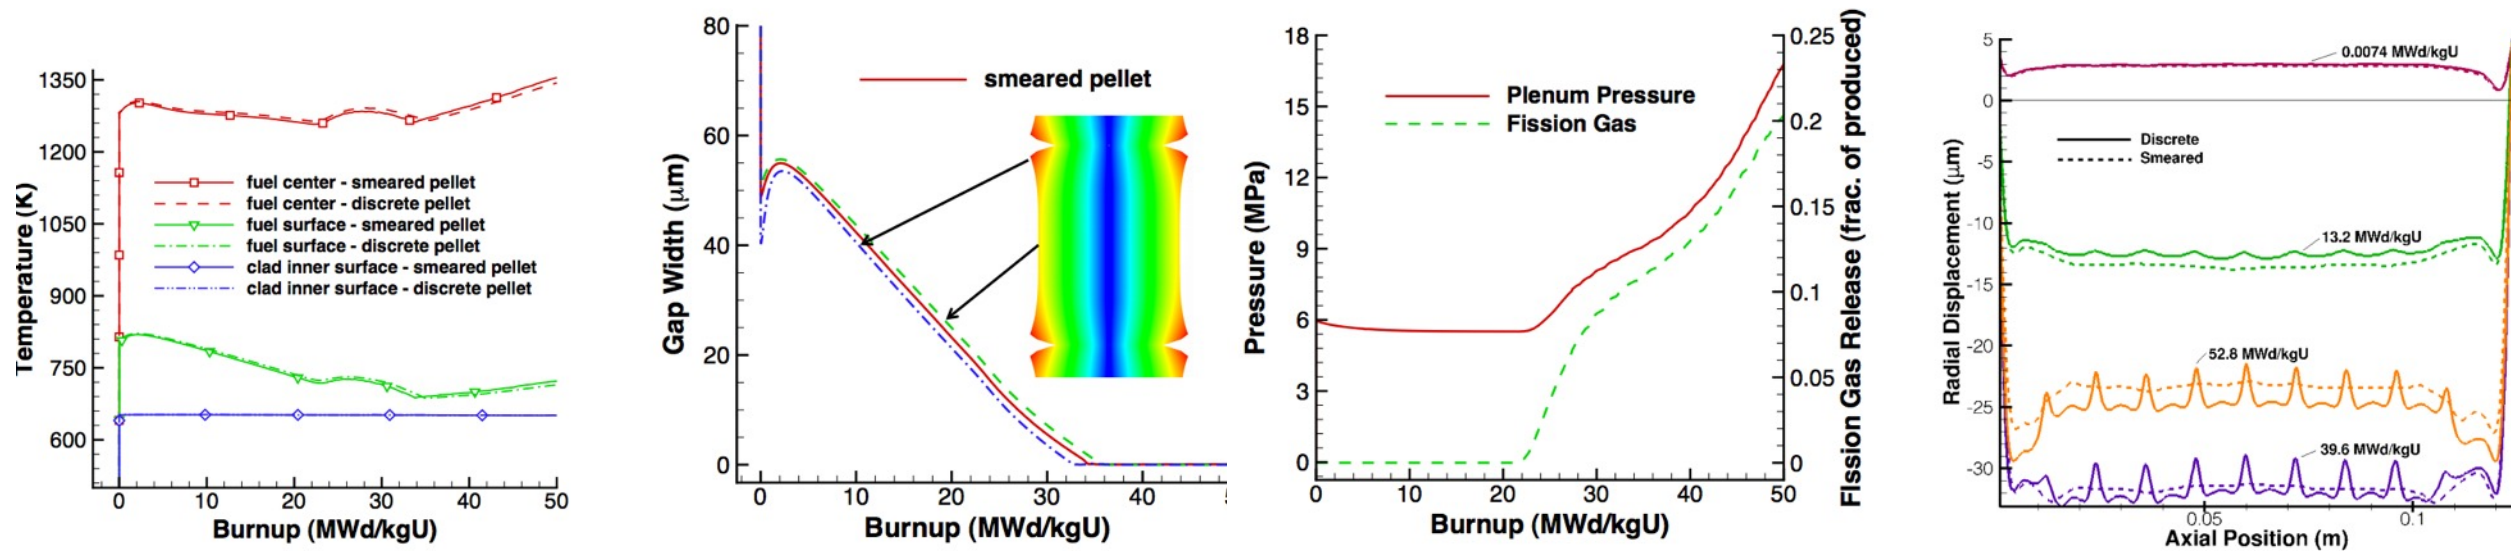 1350
1200
1050
900
750
600
Temperature (K)
fuel center - smeared pellet
fuel center - discrete pellet
fuel surface - smeared pellet
fuel surface - discrete pellet
clad inner surface - smeared pellet
clad inner surface - discrete pellet
0 10 20 30 40 50
Burnup (MWd/kgU)
80
60
40
20
0
Gap Width (μm)
smeared pellet
0 10 20 30 40
Burnup (MWd/kgU)
18
15
12
9
6
3
0
Pressure (MPa)
Plenum Pressure
Fission Gas
0.25
0.2
0.15
0.1
0.05
0
Fission Gas Release (frac. of produced)
0 10 20 30 40 50
Burnup (MWd/kgU)
5
0
-5
-10
-15
-20
-25
-30
Radial Displacement (μm)
0.0074 MWd/kgU
Discrete
Smeared
13.2 MWd/kgU
52.8 MWd/kgU
39.6 MWd/kgU
0.05 0.1
Axial Position (m)